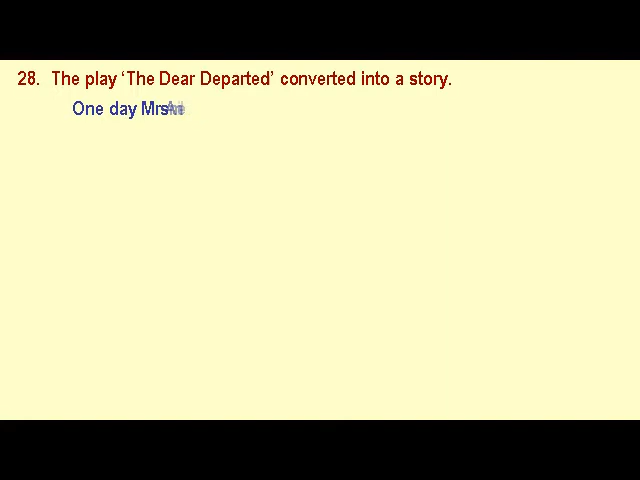 28. The play ‘The Dear Departed’ converted into a story.
One day Mrs